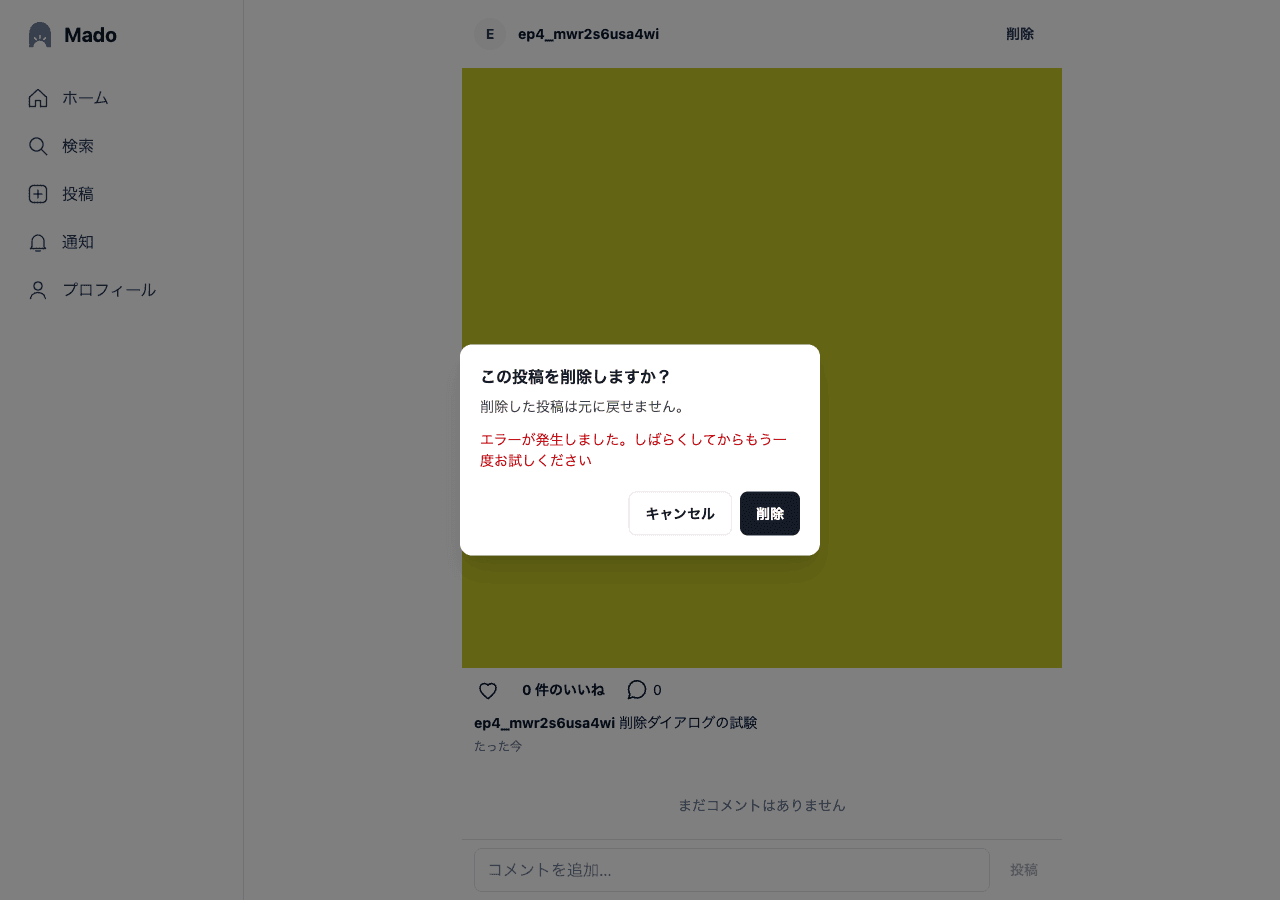 Mado
ホーム
検索
投稿
通知
プロフィール
E ep4_mwr2s6usa4wi 削除
この投稿を削除しますか？
削除した投稿は元に戻せません。
エラーが発生しました。しばらくしてからもう一
度お試しください
キャンセル 削除
0 件のいいね 0
ep4_mwr2s6usa4wi 削除ダイアログの試験
たった今
まだコメントはありません
コメントを追加... 投稿